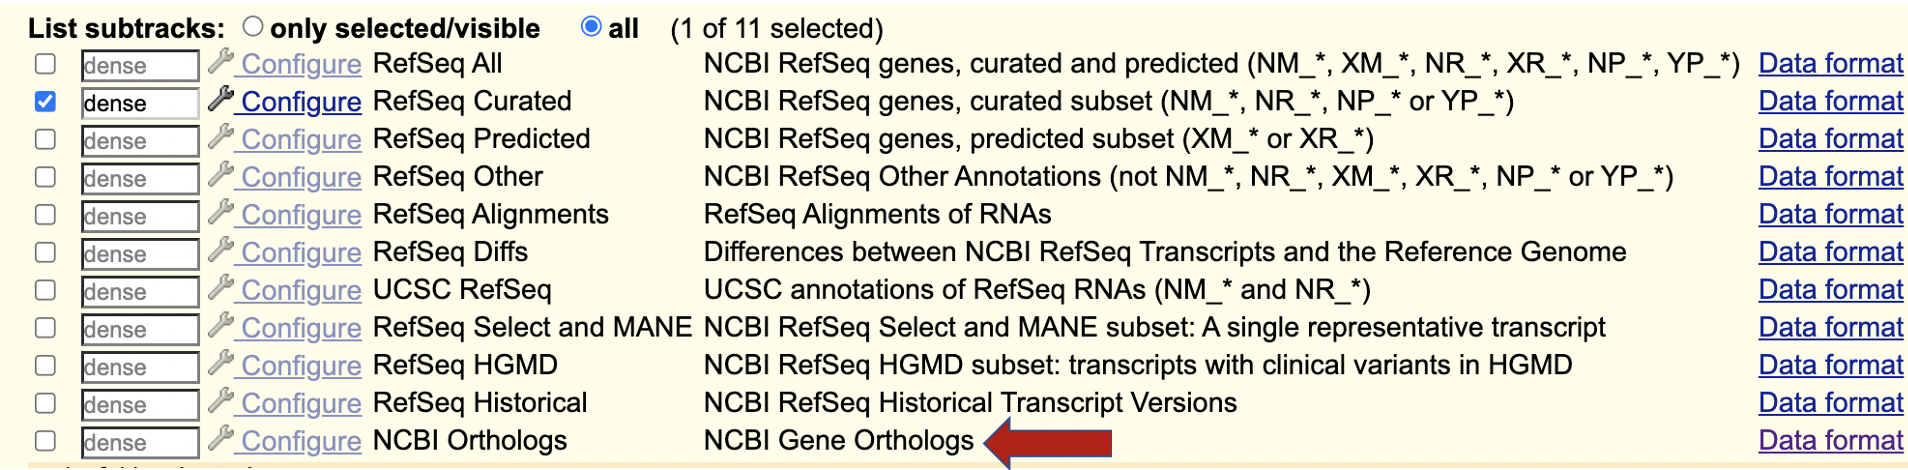 List subtracks: only selected/visible all (1 of 11 selected)
dense Configure RefSeq All NCBI RefSeq genes, curated and predicted (NM_*, XM_*, NR_*, XR_*, NP_*, YP_*) Data format
dense Configure RefSeq Curated NCBI RefSeq genes, curated subset (NM_*, NR_*, NP_* or YP_*) Data format
dense Configure RefSeq Predicted NCBI RefSeq genes, predicted subset (XM_* or XR_*) Data format
dense Configure RefSeq Other NCBI RefSeq Other Annotations (not NM_*, NR_*, XM_*, XR_*, NP_* or YP_*) Data format
dense Configure RefSeq Alignments RefSeq Alignments of RNAs Data format
dense Configure RefSeq Diffs Differences between NCBI RefSeq Transcripts and the Reference Genome Data format
dense Configure UCSC RefSeq UCSC annotations of RefSeq RNAs (NM_* and NR_*) Data format
dense Configure RefSeq Select and MANE NCBI RefSeq Select and MANE subset: A single representative transcript Data format
dense Configure RefSeq HGMD NCBI RefSeq HGMD subset: transcripts with clinical variants in HGMD Data format
dense Configure RefSeq Historical NCBI RefSeq Historical Transcript Versions Data format
dense Configure NCBI Orthologs NCBI Gene Orthologs Data format